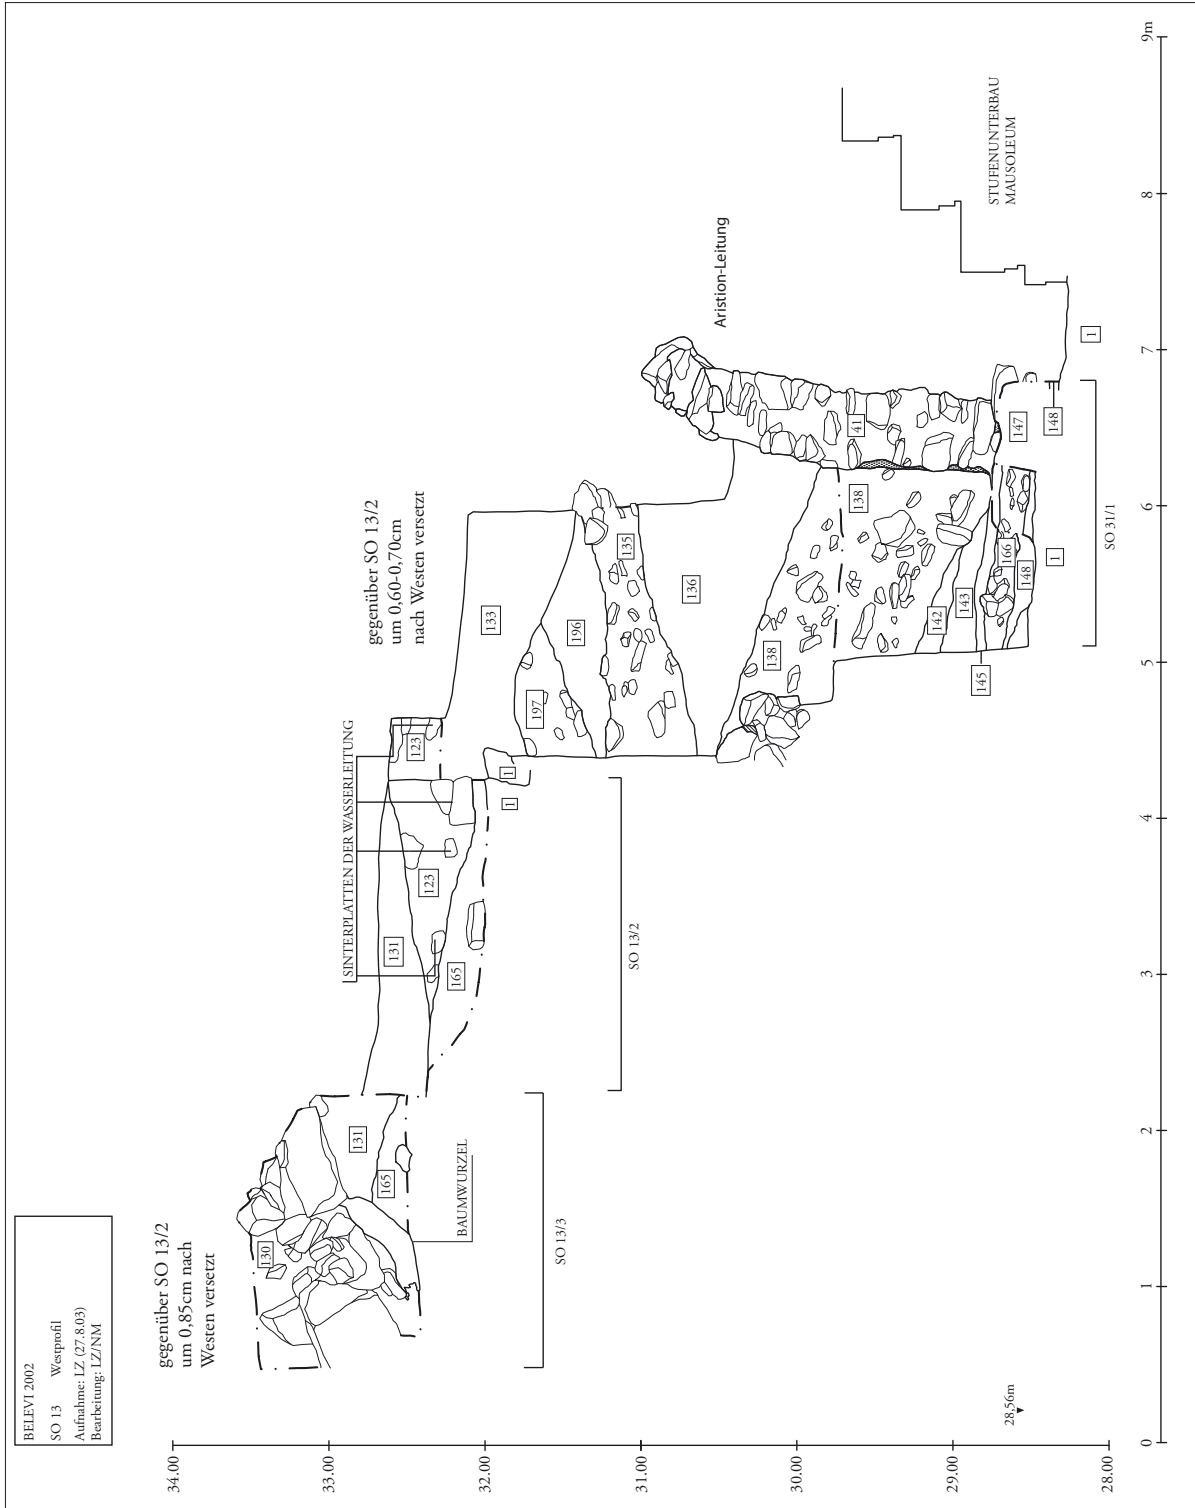 BELEVI 2002
SO 13 Westprofil
Aufnahme: LZ (27.8.03)
Bearbeitung: LZ/NM
gegenüber SO 13/2
um 0,85cm nach
Westen versetzt
gegenüber SO 13/2
um 0,60-0,70cm
nach Westen versetzt
SINTERPLATTEN DER WASSERLEITUNG
Aristion-Leitung
STUFENUNTERBAU
MAUSOLEUM
BAUMWURZEL
130
131
165
131
123
165
123
1
1
133
197
196
135
136
138
138
41
142
143
145
166
148
147
148
1
1
SO 13/3
SO 13/2
SO 31/1
34.00
33.00
32.00
31.00
30.00
29.00
28.00
28,56m
0
1
2
3
4
5
6
7
8
9m